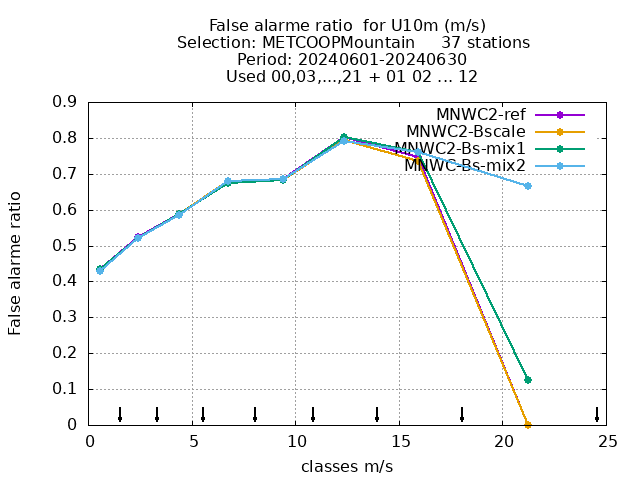 False alarme ratio  for U10m (m/s)
Selection: METCOOPMountain     37 stations
Period: 20240601-20240630
Used 00,03,...,21 + 01 02 ... 12
MNWC2-ref
MNWC2-Bscale
MNWC2-Bs-mix1
MNWC-Bs-mix2
False alarme ratio
0.9
0.8
0.7
0.6
0.5
0.4
0.3
0.2
0.1
0
0 5 10 15 20 25
classes m/s